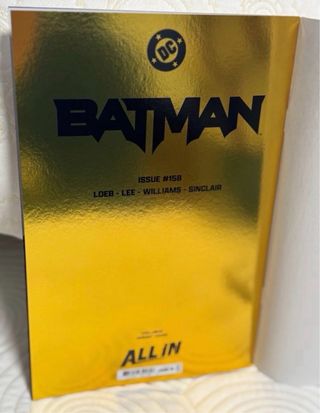 DC
BATMAN
ISSUE #158
LOEB - LEE - WILLIAMS - SINCLAIR
ALL IN